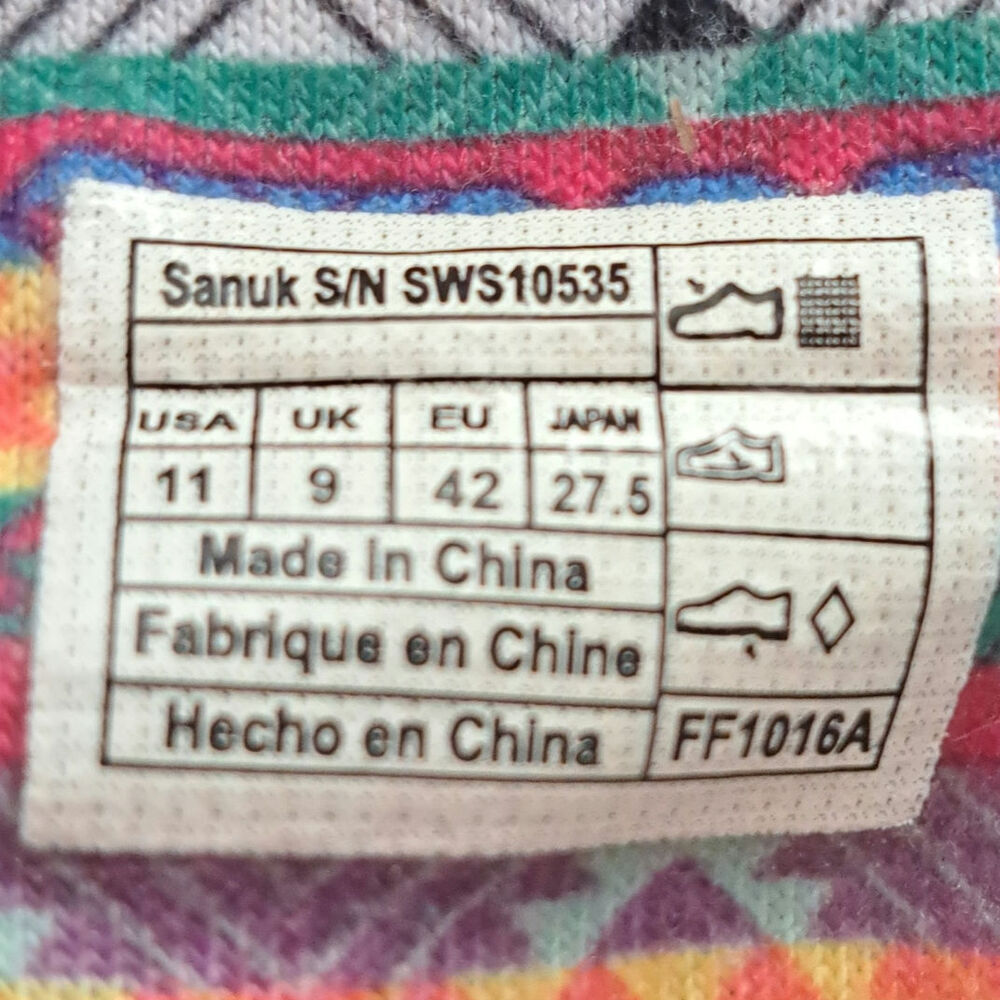 Sanuk S/N SWS10535
USA UK EU JAPAN
11 9 42 27.5
Made in China
Fabrique en Chine
Hecho en China
FF1016A